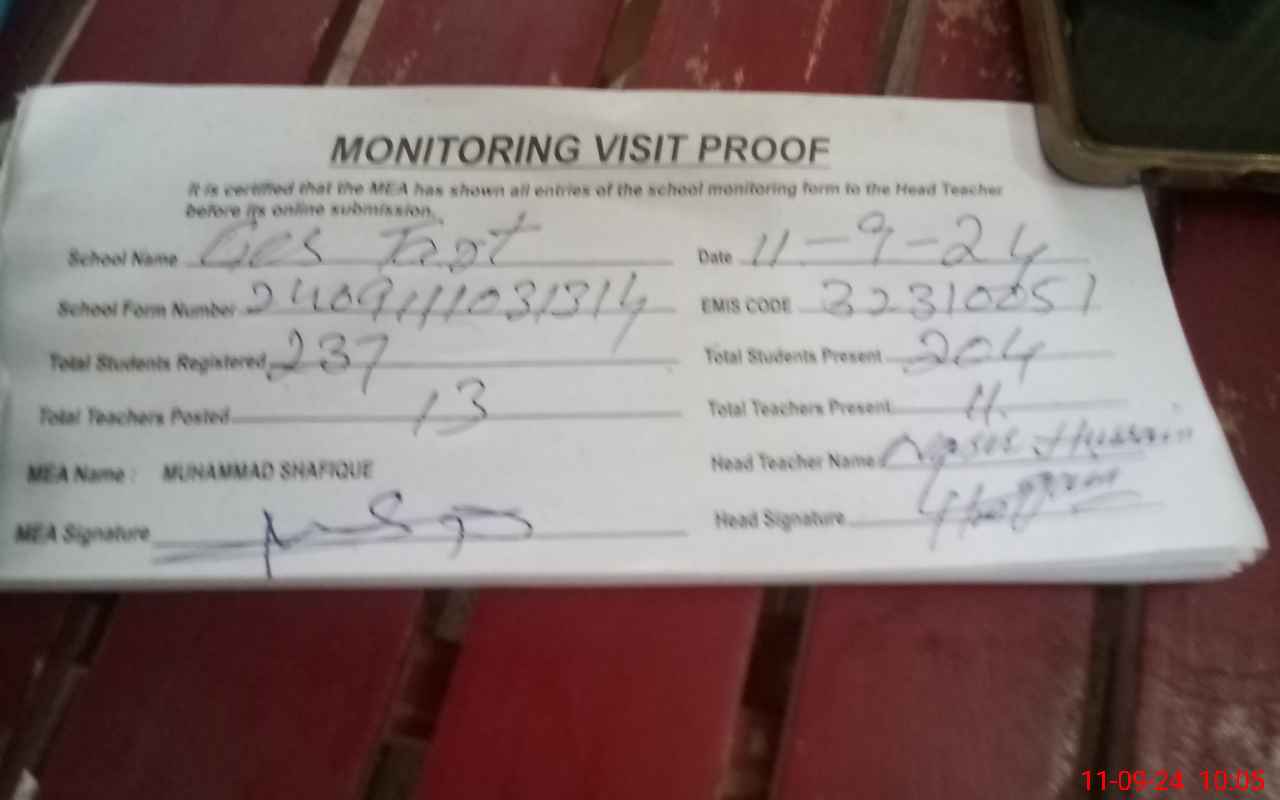 MONITORING VISIT PROOF
It is certified that the MEA has shown all entries of the school monitoring form to the Head Teacher
before its online submission.
School Name Date 11-9-24
School Form Number 2409111031314 EMIS CODE 32310051
Total Students Registered 237 Total Students Present 204
Total Teachers Posted 13 Total Teachers Present 11.
MEA Name : MUHAMMAD SHAFIQUE Head Teacher Name Hussain
MEA Signature Head Signature
11-09-24 10:05